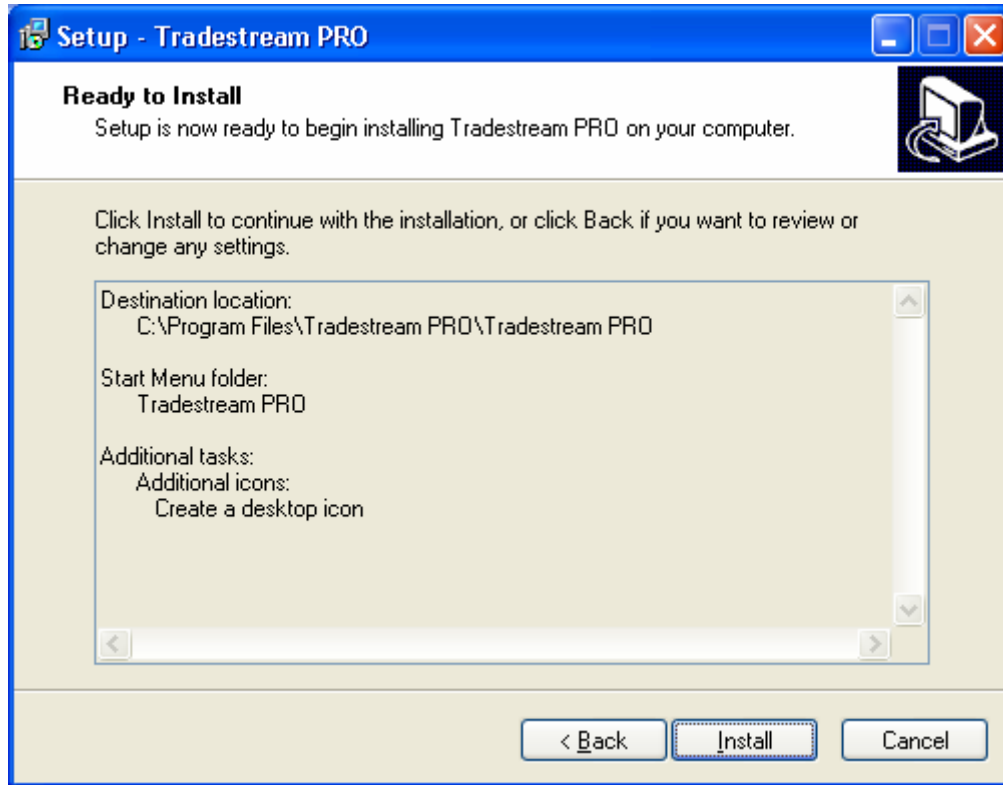 Setup - Tradestream PRO
Ready to Install
Setup is now ready to begin installing Tradestream PRO on your computer.
Click Install to continue with the installation, or click Back if you want to review or
change any settings.
Destination location:
C:\Program Files\Tradestream PRO\Tradestream PRO
Start Menu folder:
Tradestream PRO
Additional tasks:
Additional icons:
Create a desktop icon
< Back
Install
Cancel